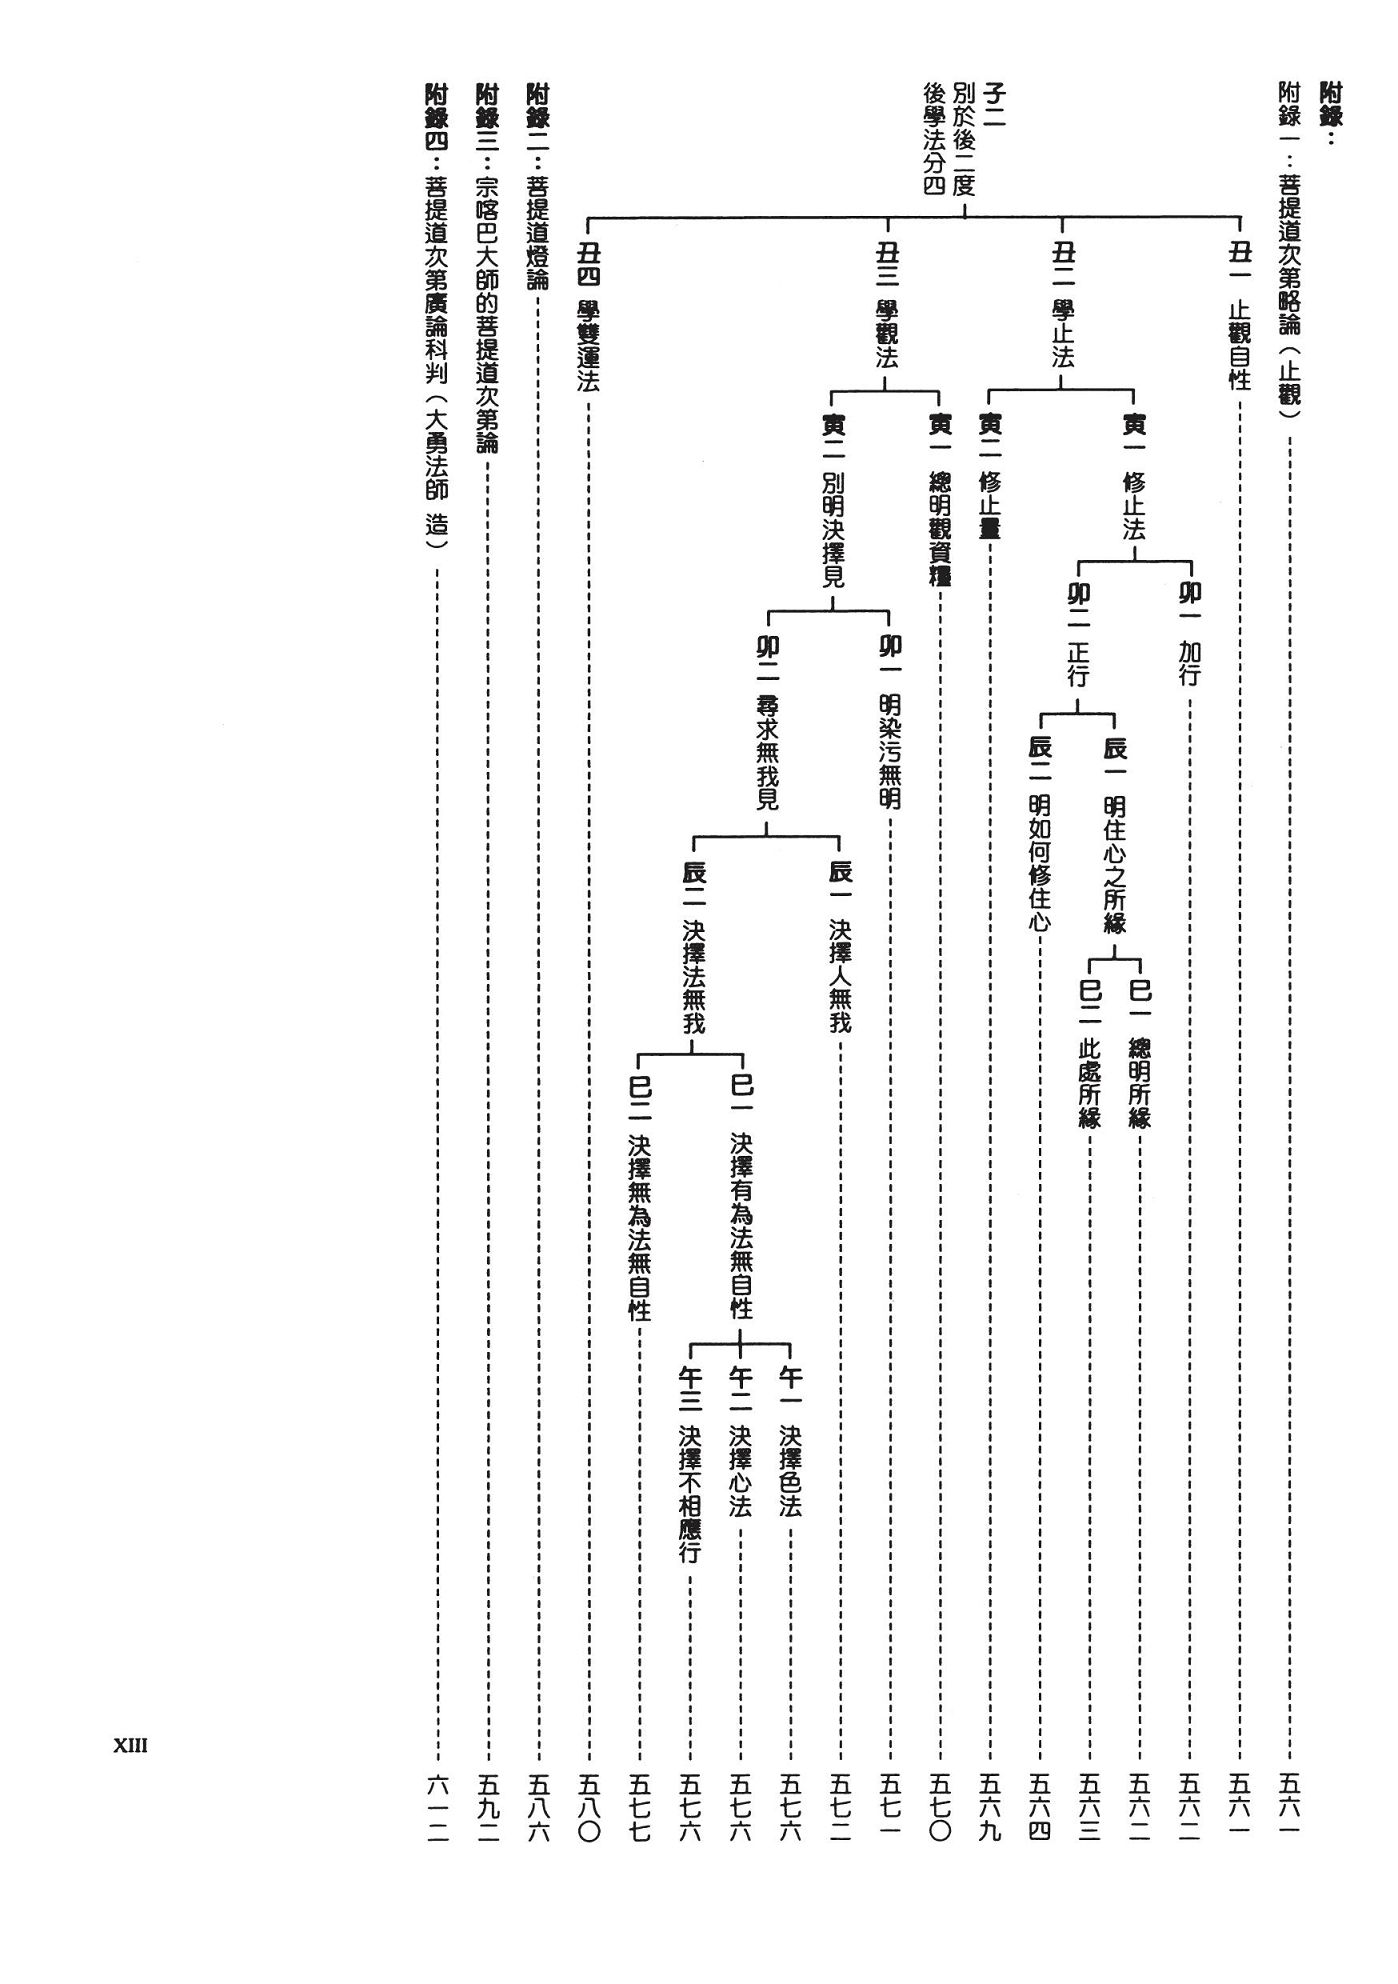 附錄：
附錄一：菩提道次第略論（止觀） 五六一
子二
別於後二度
後學法分四
丑一 止觀自性 五六一
丑二 學止法
寅一 修止法
卯一 加行 五六二
卯二 正行
辰一 明住心之所緣
巳一 總明所緣 五六二
巳二 此處所緣 五六三
辰二 明如何修住心 五六四
寅二 修止量 五六九
丑三 學觀法
寅一 總明觀資糧 五七〇
寅二 別明決擇見
卯一 明染污無明 五七一
卯二 尋求無我見
辰一 決擇人無我 五七二
辰二 決擇法無我
巳一 決擇有為法無自性
午一 決擇色法 五七六
午二 決擇心法 五七六
午三 決擇不相應行 五七六
巳二 決擇無為法無自性 五七七
丑四 學雙運法 五八〇
附錄二：菩提道燈論 五八六
附錄三：宗喀巴大師的菩提道次第論 五九二
附錄四：菩提道次第廣論科判（大勇法師 造） 六一二
XIII